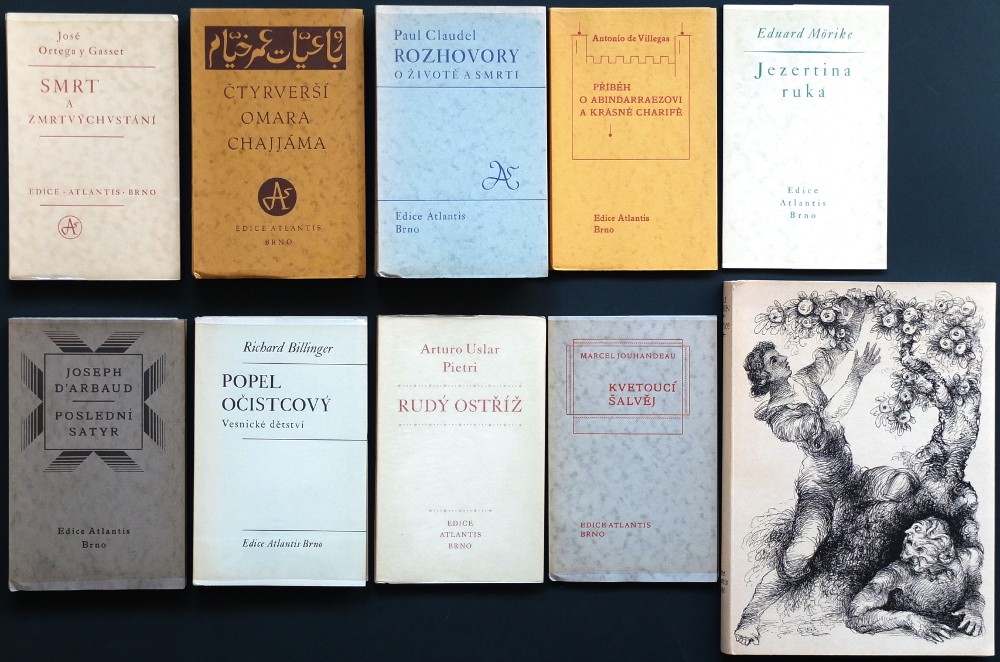 José
Ortega y Gasset
SMRT
A
ZMRTVÝCHVSTÁNÍ
EDICE · ATLANTIS · BRNO
رباعيات عمر خيام
ČTYRVERŠÍ
OMARA
CHAJJÁMA
EDICE ATLANTIS
BRNO
Paul Claudel
ROZHOVORY
O ŽIVOTĚ A SMRTI
Edice Atlantis
Brno
Antonio de Villegas
PŘÍBĚH
O ABINDARRAEZOVI
A KRÁSNÉ CHARIFĚ
Edice Atlantis
Brno
Eduard Mörike
Jezertina
ruka
Edice
Atlantis
Brno
JOSEPH
D'ARBAUD
POSLEDNÍ
SATYR
Edice Atlantis
Brno
Richard Billinger
POPEL
OČISTCOVÝ
Vesnické dětství
Edice Atlantis Brno
Arturo Uslar
Pietri
RUDÝ OSTŘÍŽ
EDICE
ATLANTIS
BRNO
MARCEL JOUHANDEAU
KVETOUCÍ
ŠALVĚJ
EDICE ATLANTIS
BRNO